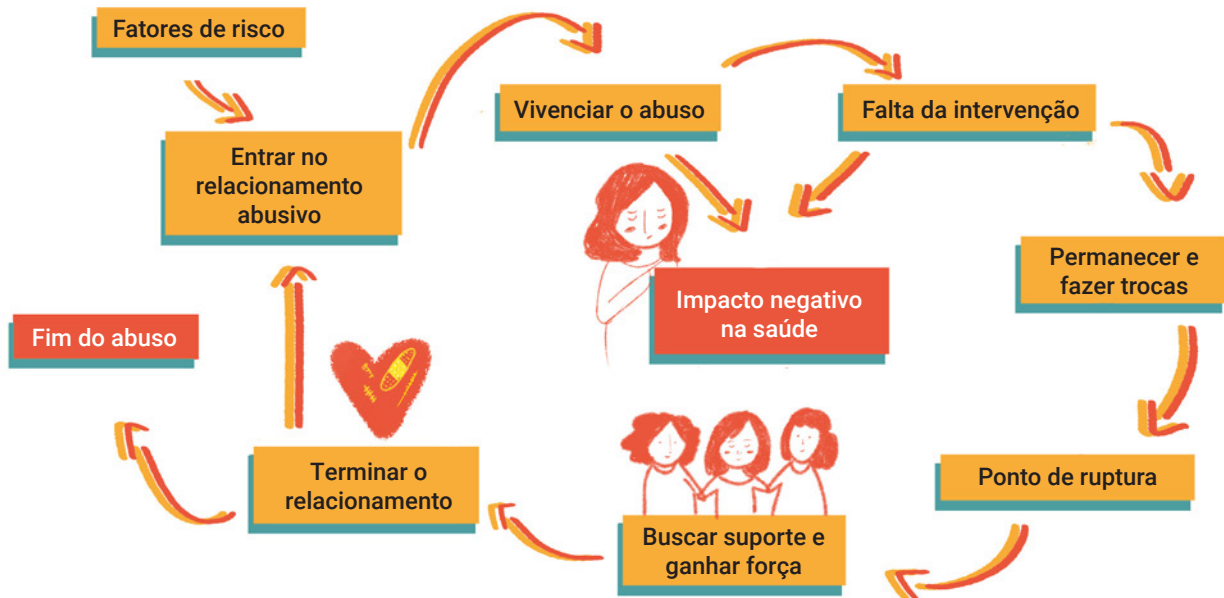 Fatores de risco
Entrar no
relacionamento
abusivo
Vivenciar o abuso
Falta da intervenção
Impacto negativo
na saúde
Permanecer e
fazer trocas
Ponto de ruptura
Buscar suporte e
ganhar força
Terminar o
relacionamento
Fim do abuso